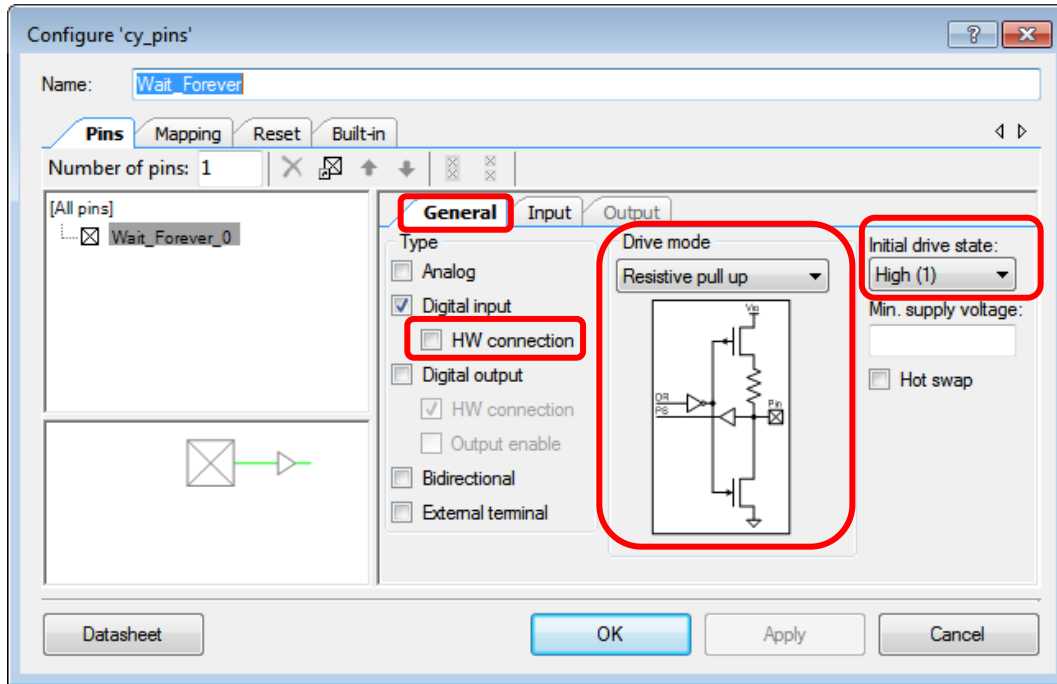 Configure 'cy_pins'
Name: Wait_Forever
Pins Mapping Reset Built-in
Number of pins: 1
[All pins]
Wait_Forever_0
General Input Output
Type
Analog
Digital input
HW connection
Digital output
HW connection
Output enable
Bidirectional
External terminal
Drive mode
Resistive pull up
Vio
DR
PS
Pin
Initial drive state:
High (1)
Min. supply voltage:
Hot swap
Datasheet OK Apply Cancel